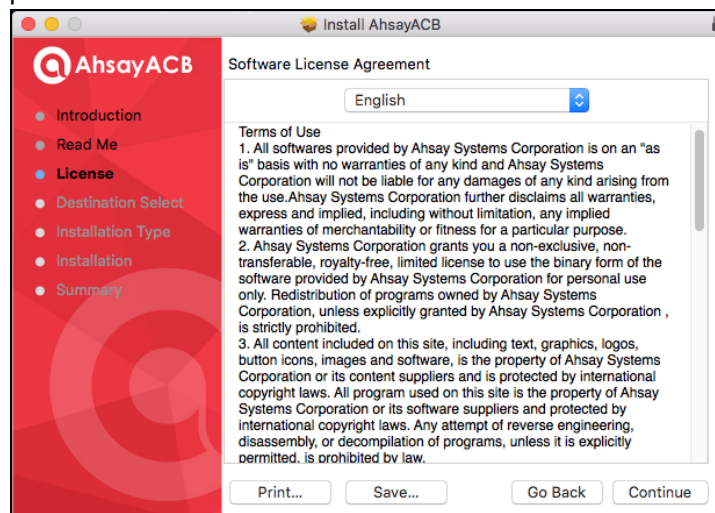 Install AhsayACB
AhsayACB
Software License Agreement
English
Introduction
Read Me
License
Destination Select
Installation Type
Installation
Summary
Terms of Use
1. All softwares provided by Ahsay Systems Corporation is on an "as
is" basis with no warranties of any kind and Ahsay Systems
Corporation will not be liable for any damages of any kind arising from
the use.Ahsay Systems Corporation further disclaims all warranties,
express and implied, including without limitation, any implied
warranties of merchantability or fitness for a particular purpose.
2. Ahsay Systems Corporation grants you a non-exclusive, non-
transferable, royalty-free, limited license to use the binary form of the
software provided by Ahsay Systems Corporation for personal use
only. Redistribution of programs owned by Ahsay Systems
Corporation, unless explicitly granted by Ahsay Systems Corporation ,
is strictly prohibited.
3. All content included on this site, including text, graphics, logos,
button icons, images and software, is the property of Ahsay Systems
Corporation or its content suppliers and is protected by international
copyright laws. All program used on this site is the property of Ahsay
Systems Corporation or its software suppliers and protected by
international copyright laws. Any attempt of reverse engineering,
disassembly, or decompilation of programs, unless it is explicitly
permitted, is prohibited by law.
Print...
Save...
Go Back
Continue